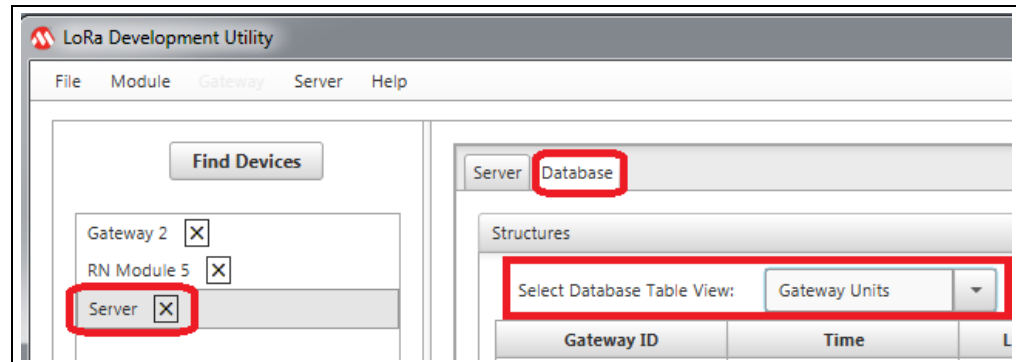 LoRa Development Utility
File Module Gateway Server Help
Find Devices
Gateway 2
RN Module 5
Server
Server Database
Structures
Select Database Table View: Gateway Units
Gateway ID Time L